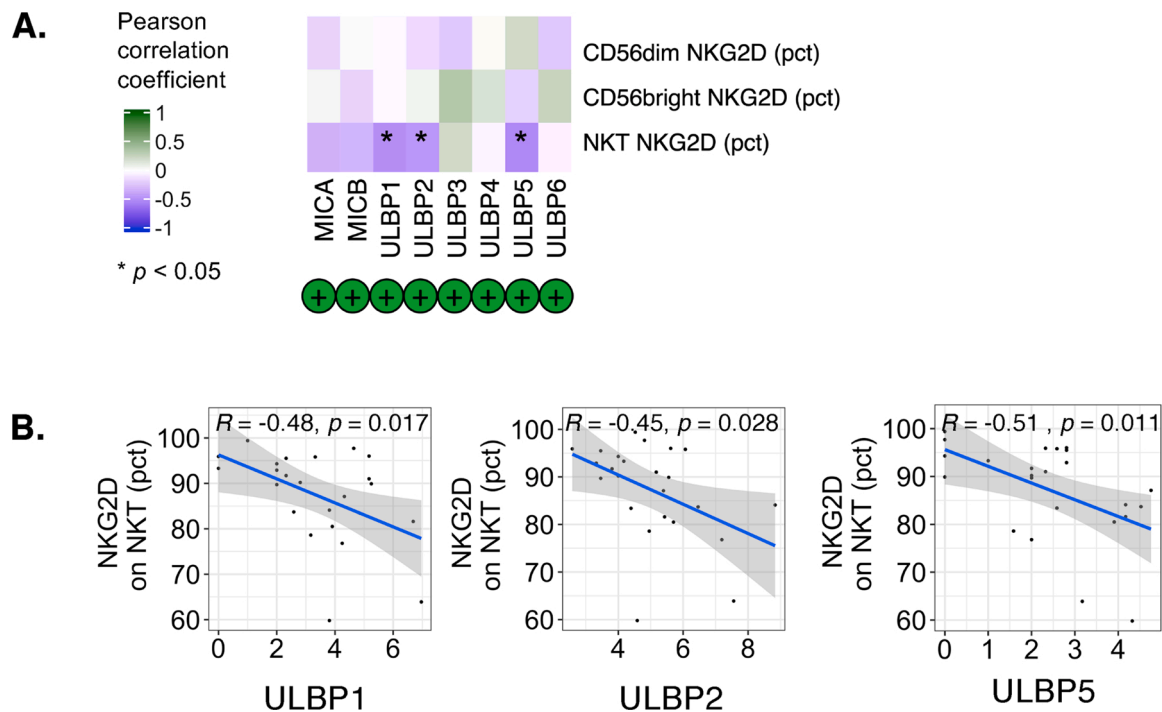 A.
Pearson
correlation
coefficient
1
0.5
0
-0.5
-1
* p < 0.05
CD56dim NKG2D (pct)
CD56bright NKG2D (pct)
* * *
NKT NKG2D (pct)
MICA MICB ULBP1 ULBP2 ULBP3 ULBP4 ULBP5 ULBP6
+ + + + + + + +
B.
R = -0.48, p = 0.017
NKG2D
on NKT (pct)
100
90
80
70
60
0 2 4 6
ULBP1
R = -0.45, p = 0.028
NKG2D
on NKT (pct)
100
90
80
70
60
4 6 8
ULBP2
R = -0.51 , p = 0.011
NKG2D
on NKT (pct)
100
90
80
70
60
0 1 2 3 4
ULBP5